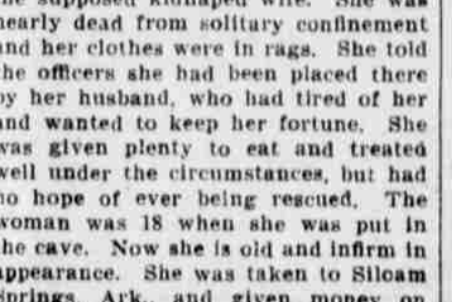 the supposed kidnaped wife. She was
nearly dead from solitary confinement
and her clothes were in rags. She told
the officers she had been placed there
by her husband, who had tired of her
and wanted to keep her fortune. She
was given plenty to eat and treated
well under the circumstances, but had
no hope of ever being rescued. The
woman was 18 when she was put in
the cave. Now she is old and infirm in
appearance. She was taken to Siloam
Springs, Ark., and given money on